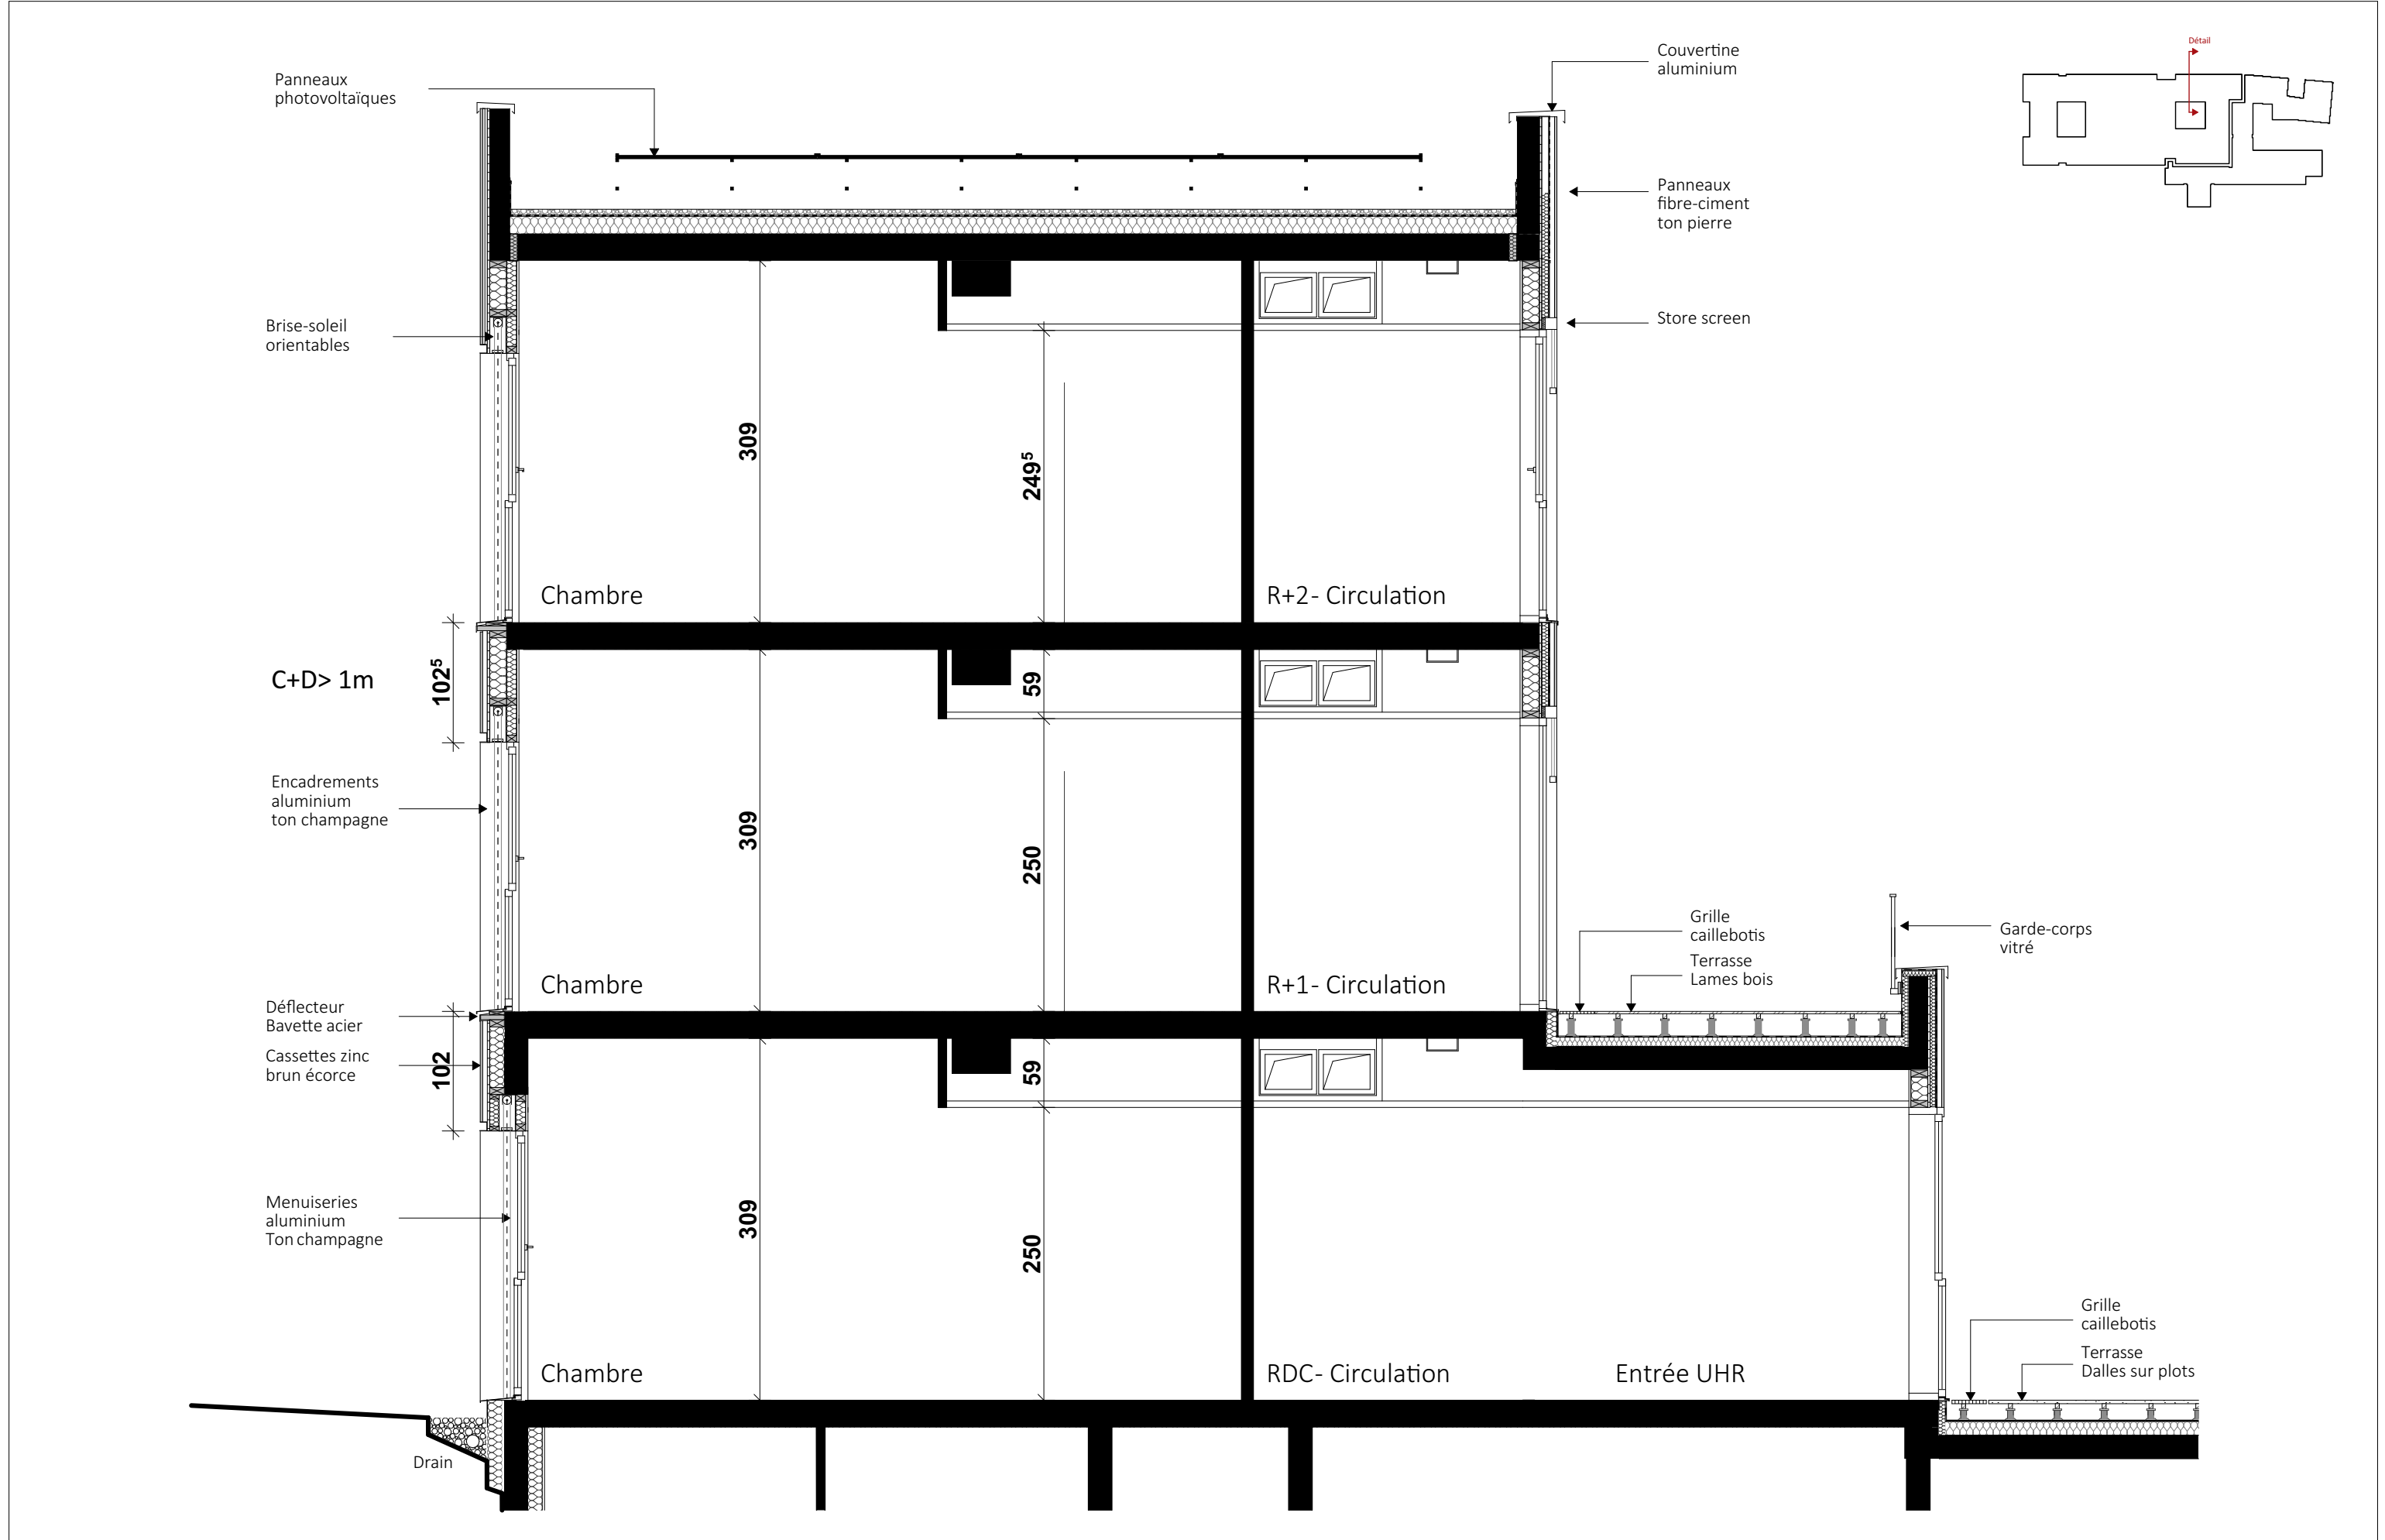 Détail
Couvertine
aluminium
Panneaux
photovoltaïques
Panneaux
fibre-ciment
ton pierre
Brise-soleil
orientables
Store screen
309
249⁵
Chambre
R+2- Circulation
C+D> 1m
102⁵
59
Encadrements
aluminium
ton champagne
309
250
Grille
caillebotis
Garde-corps
vitré
Terrasse
Lames bois
Chambre
R+1- Circulation
Déflecteur
Bavette acier
Cassettes zinc
brun écorce
102
59
Menuiseries
aluminium
Ton champagne
309
250
Grille
caillebotis
Terrasse
Dalles sur plots
Chambre
RDC- Circulation
Entrée UHR
Drain